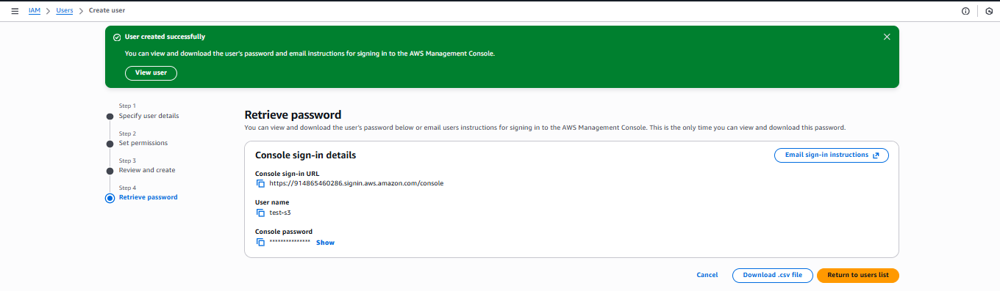 IAM > Users > Create user
User created successfully
You can view and download the user's password and email instructions for signing in to the AWS Management Console.
View user
Step 1
Specify user details
Step 2
Set permissions
Step 3
Review and create
Step 4
Retrieve password
Retrieve password
You can view and download the user's password below or email users instructions for signing in to the AWS Management Console. This is the only time you can view and download this password.
Console sign-in details
Email sign-in instructions
Console sign-in URL
https://914865460286.signin.aws.amazon.com/console
User name
test-s3
Console password
*************** Show
Cancel
Download .csv file
Return to users list